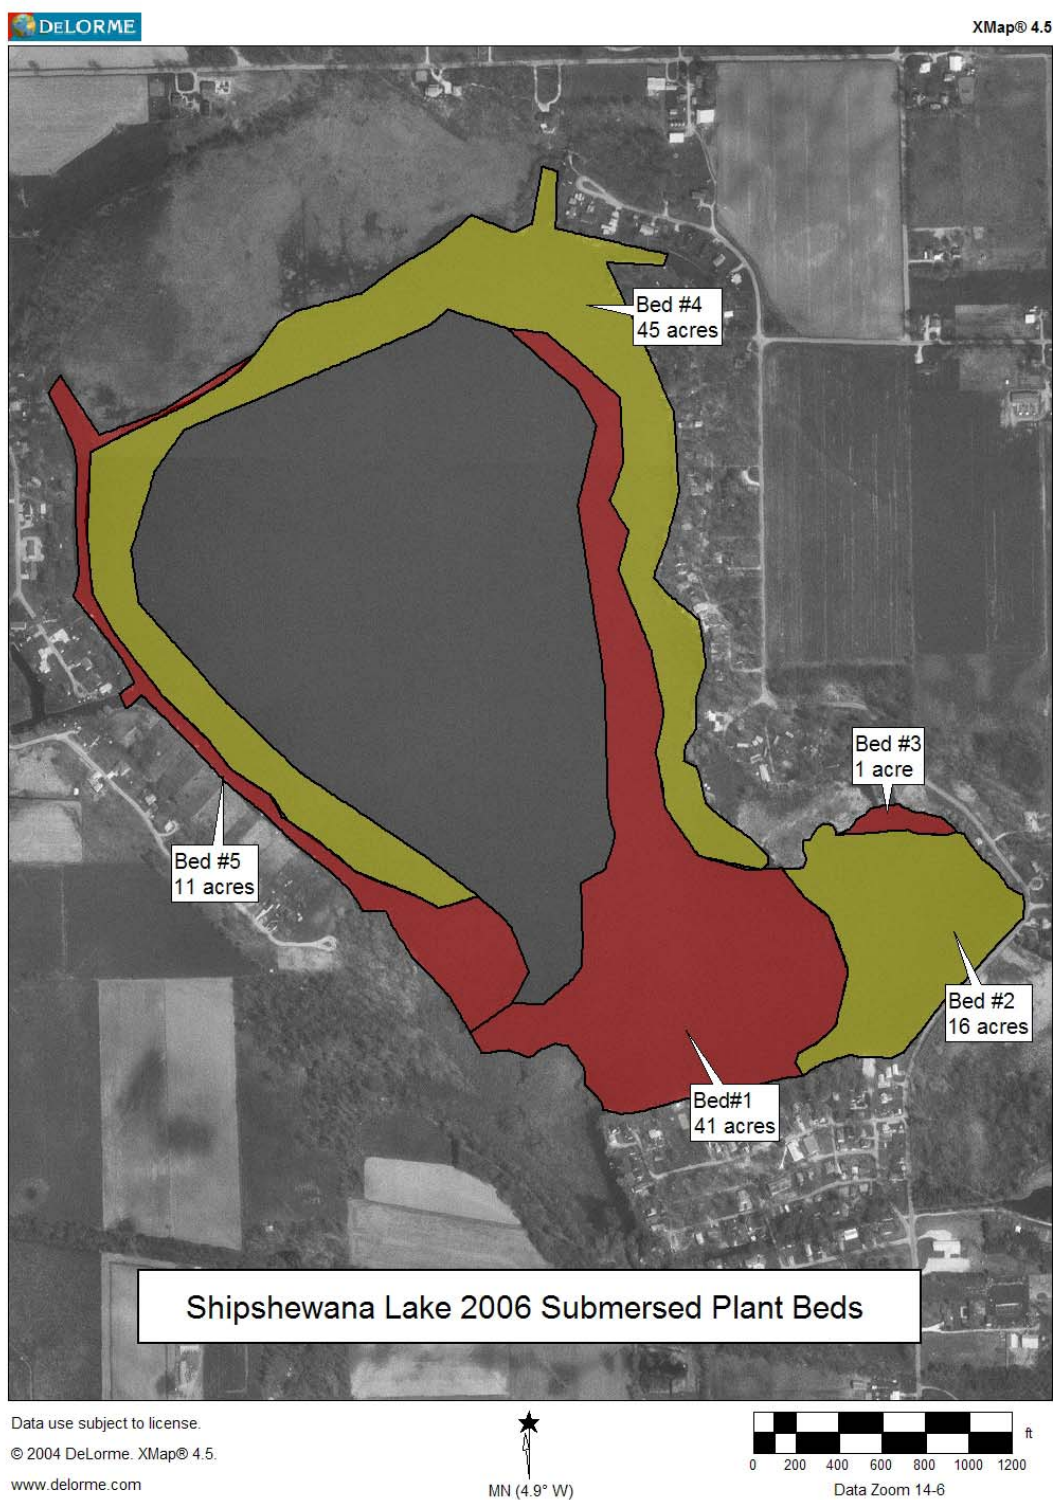 DELORME
XMap® 4.5
Bed #4
45 acres
Bed #3
1 acre
Bed #5
11 acres
Bed #2
16 acres
Bed#1
41 acres
Shipshewana Lake 2006 Submersed Plant Beds
Data use subject to license.
© 2004 DeLorme. XMap® 4.5.
www.delorme.com
MN (4.9° W)
ft
0 200 400 600 800 1000 1200
Data Zoom 14-6